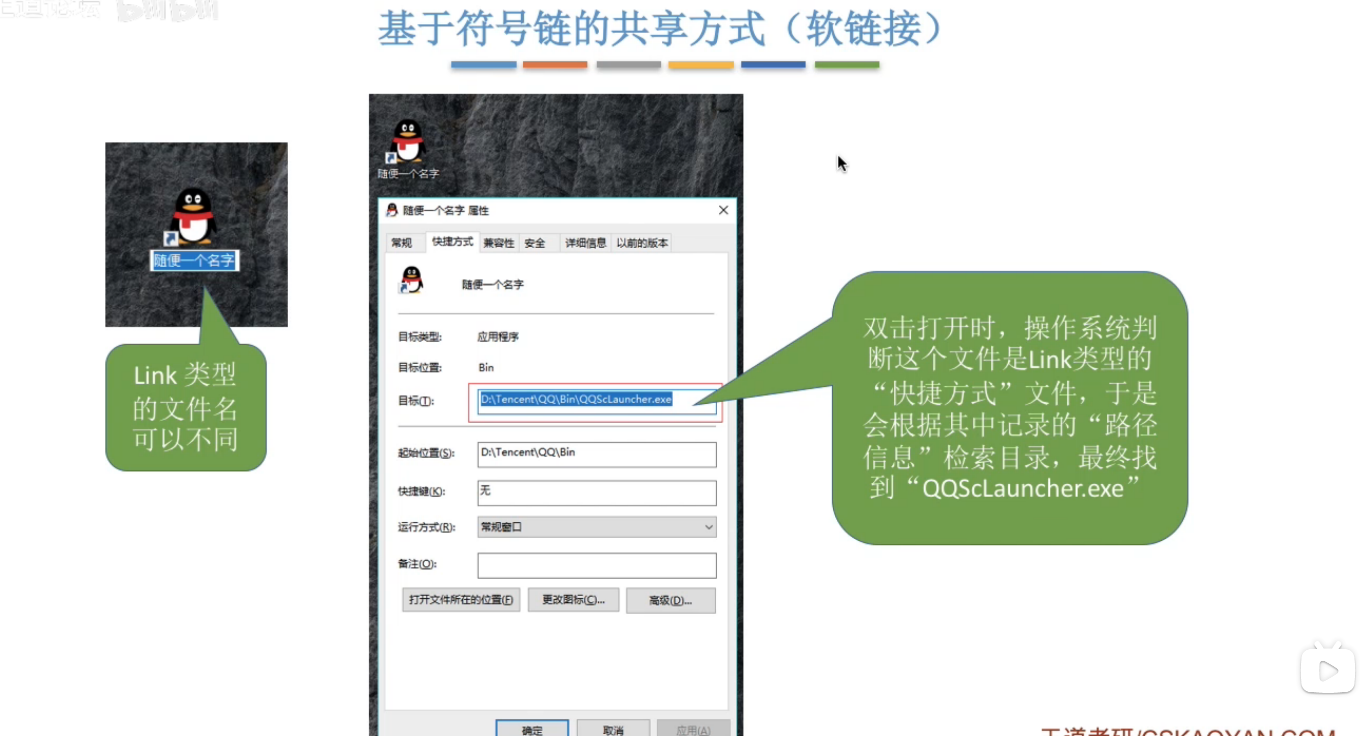 基于符号链的共享方式（软链接）
随便一个名字
随便一个名字
Link 类型
的文件名
可以不同
随便一个名字 属性
常规 快捷方式 兼容性 安全 详细信息 以前的版本
随便一个名字
目标类型: 应用程序
目标位置: Bin
目标(T): D:\Tencent\QQ\Bin\QQScLauncher.exe
起始位置(S): D:\Tencent\QQ\Bin
快捷键(K): 无
运行方式(R): 常规窗口
备注(O):
打开文件所在的位置(F) 更改图标(C)... 高级(D)...
确定 取消 应用(A)
双击打开时，操作系统判
断这个文件是Link类型的
“快捷方式”文件，于是
会根据其中记录的“路径
信息”检索目录，最终找
到“QQScLauncher.exe”
王道考研/CSKAOYAN.COM